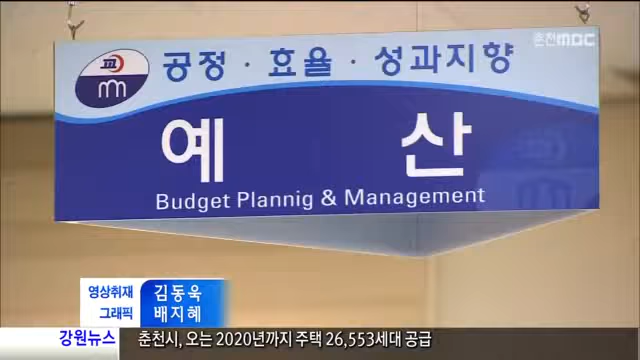 춘천MBC
공정 · 효율 · 성과지향
예 산
Budget Plannig & Management
영상취재 김동욱
그래픽 배지혜
강원뉴스 춘천시, 오는 2020년까지 주택 26,553세대 공급